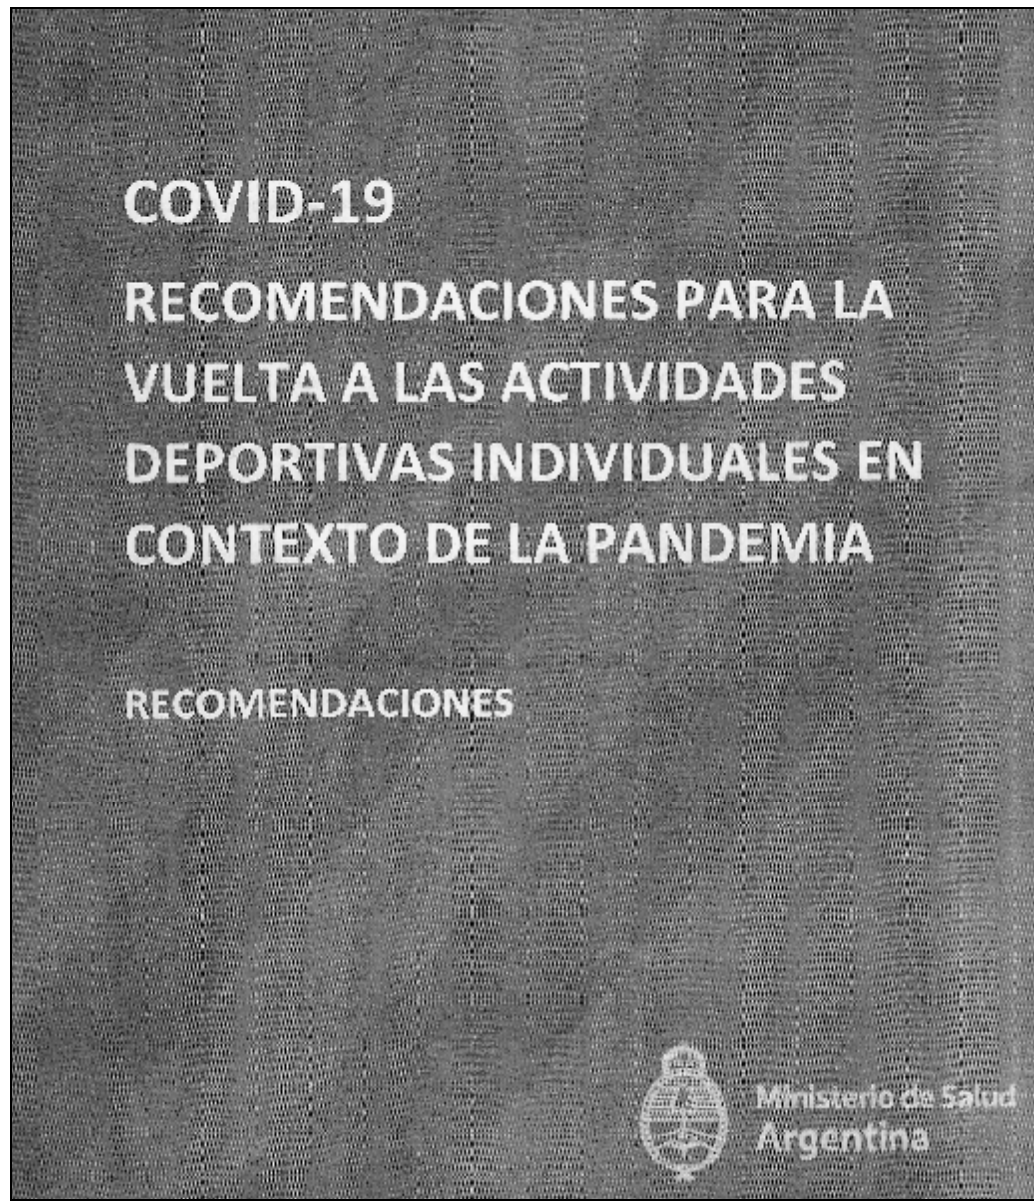 COVID-19
RECOMENDACIONES PARA LA
VUELTA A LAS ACTIVIDADES
DEPORTIVAS INDIVIDUALES EN
CONTEXTO DE LA PANDEMIA
RECOMENDACIONES
Ministerio de Salud
Argentina